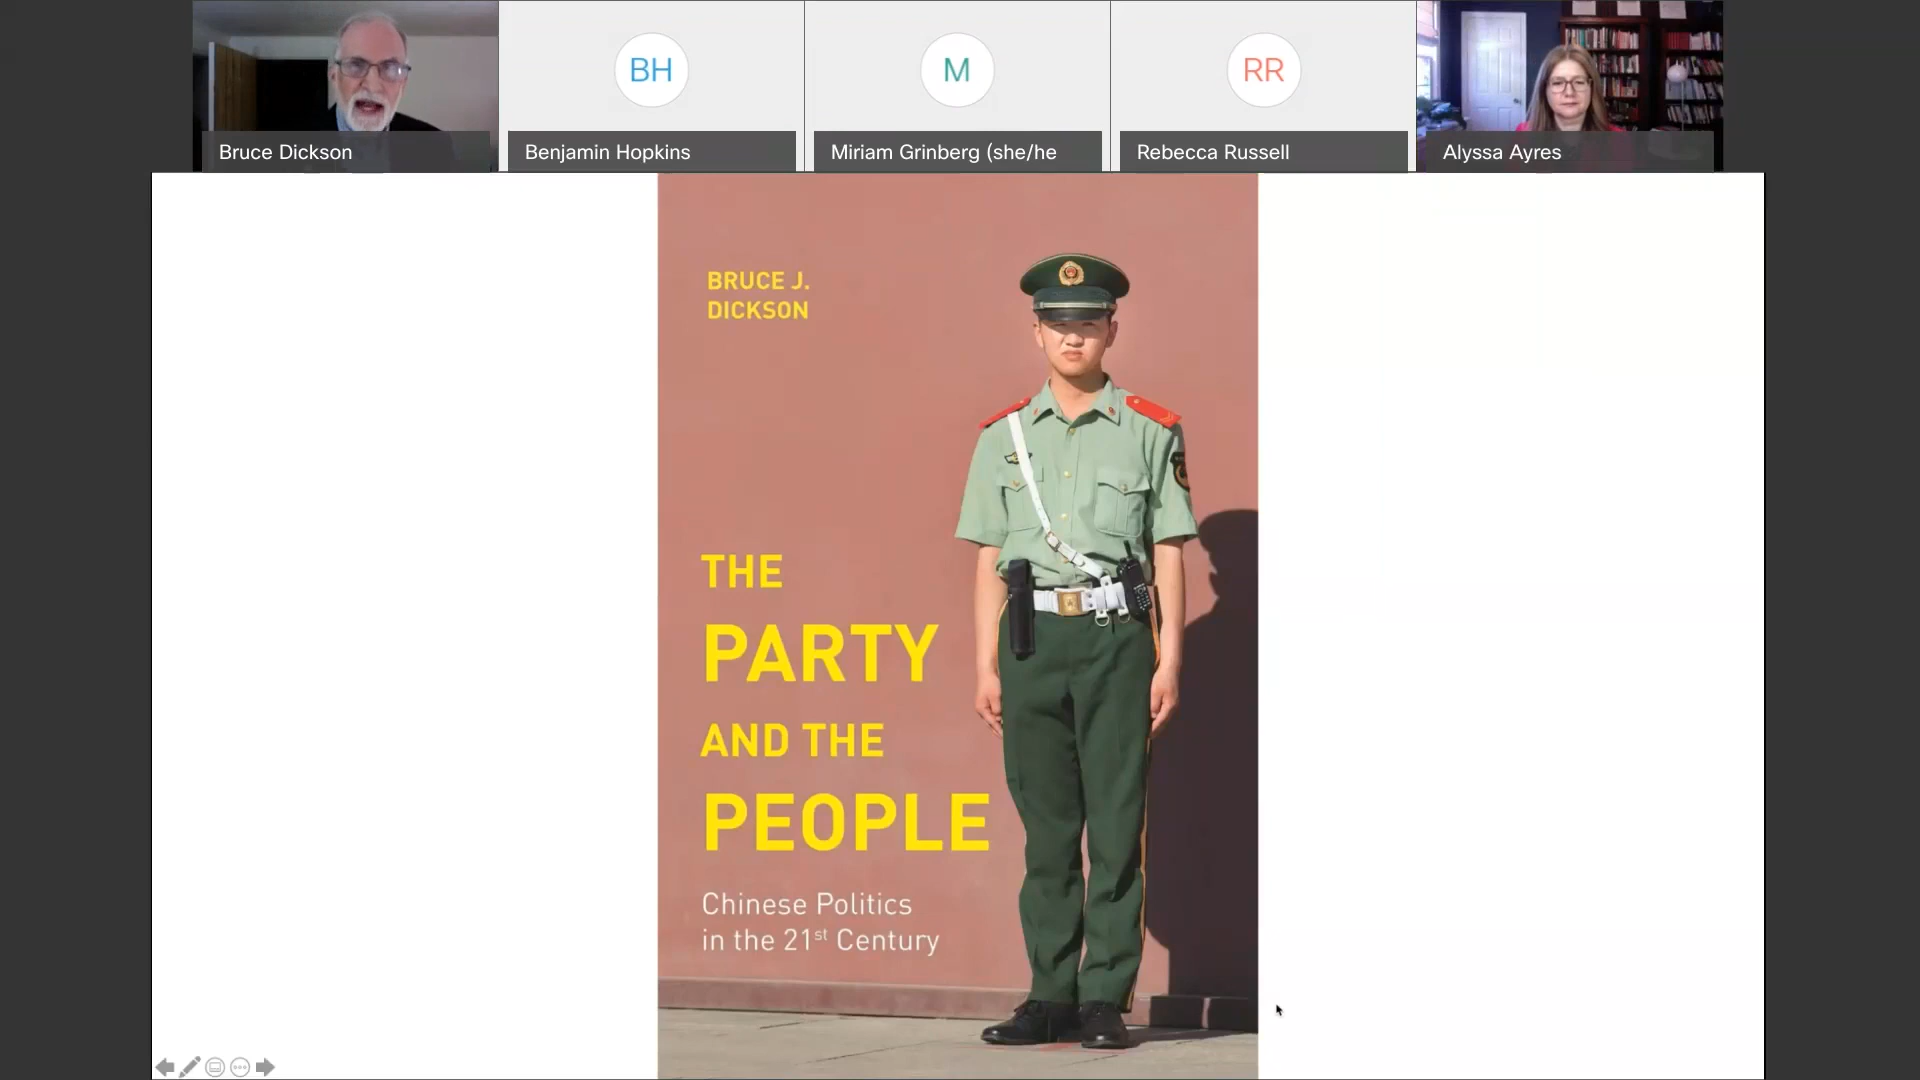 BH
M
RR
Bruce Dickson
Benjamin Hopkins
Miriam Grinberg (she/he
Rebecca Russell
Alyssa Ayres
BRUCE J.
DICKSON
THE
PARTY
AND THE
PEOPLE
Chinese Politics
in the 21st Century